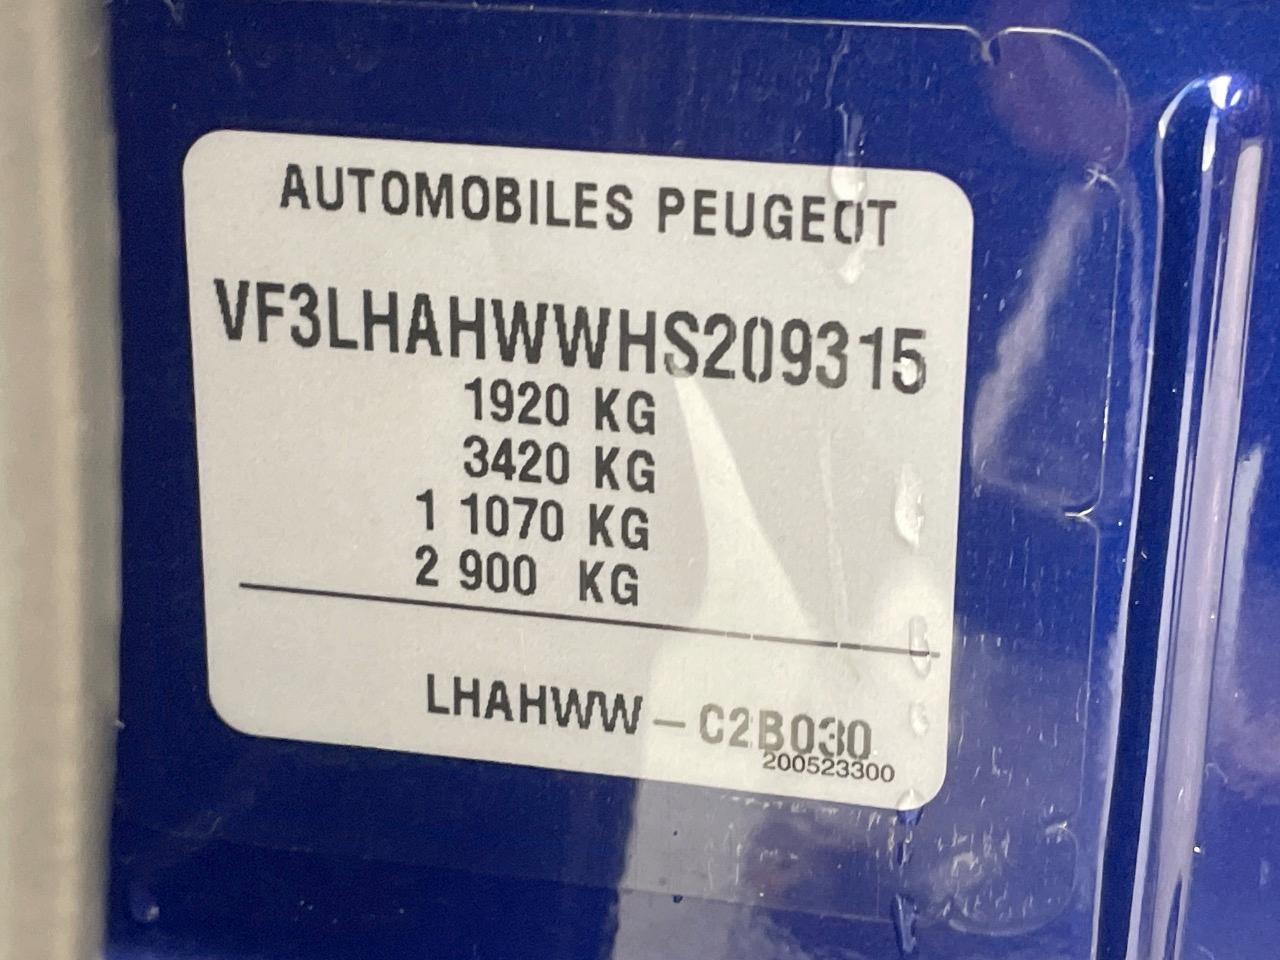 AUTOMOBILES PEUGEOT
VF3LHAHWWHS209315
1920 KG
3420 KG
1 1070 KG
2 900 KG
LHAHWW - C2B030
200523300